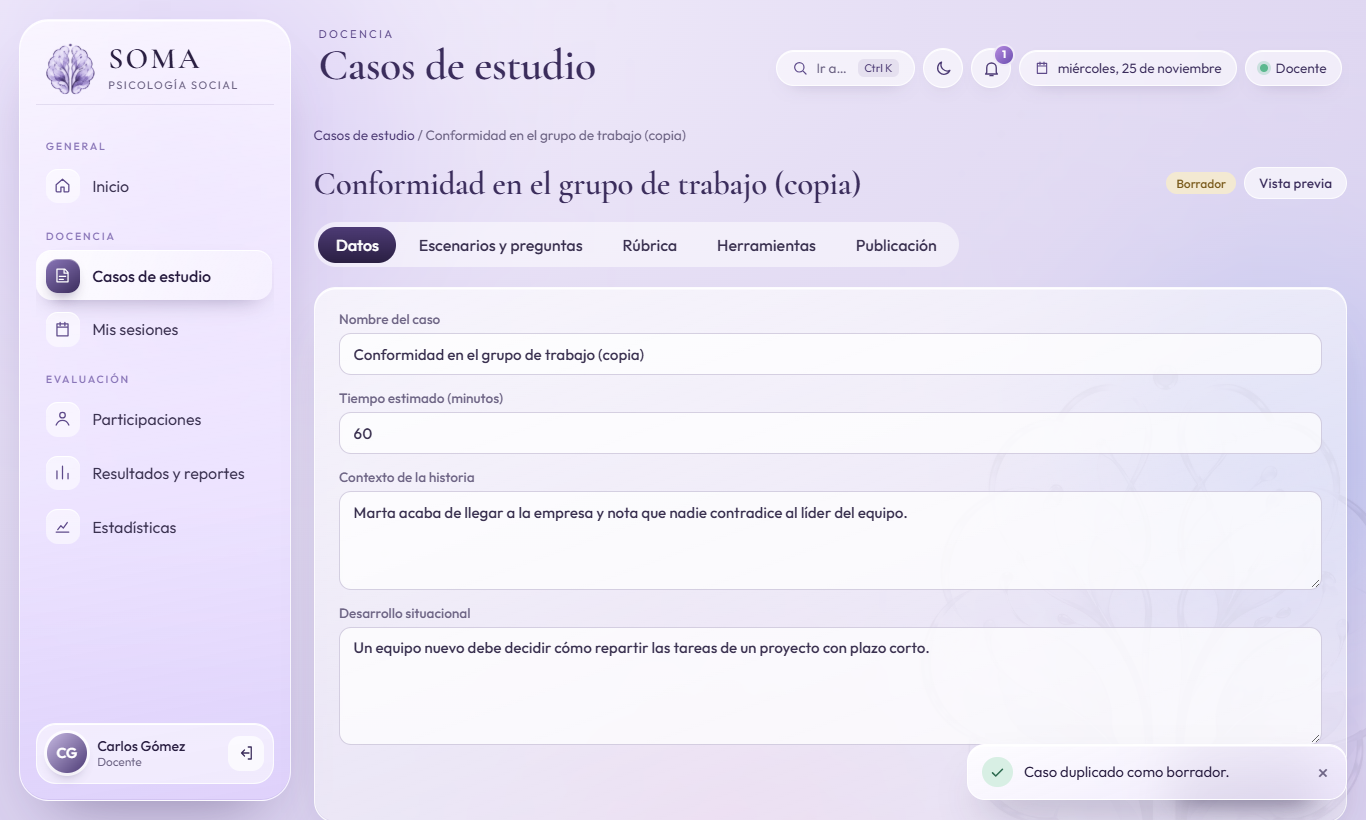 SOMA
PSICOLOGÍA SOCIAL
GENERAL
Inicio
DOCENCIA
Casos de estudio
Mis sesiones
EVALUACIÓN
Participaciones
Resultados y reportes
Estadísticas
CG
Carlos Gómez
Docente
DOCENCIA
Casos de estudio
Ir a...
Ctrl K
1
miércoles, 25 de noviembre
Docente
Casos de estudio / Conformidad en el grupo de trabajo (copia)
Conformidad en el grupo de trabajo (copia)
Borrador
Vista previa
Datos
Escenarios y preguntas
Rúbrica
Herramientas
Publicación
Nombre del caso
Conformidad en el grupo de trabajo (copia)
Tiempo estimado (minutos)
60
Contexto de la historia
Marta acaba de llegar a la empresa y nota que nadie contradice al líder del equipo.
Desarrollo situacional
Un equipo nuevo debe decidir cómo repartir las tareas de un proyecto con plazo corto.
Caso duplicado como borrador.